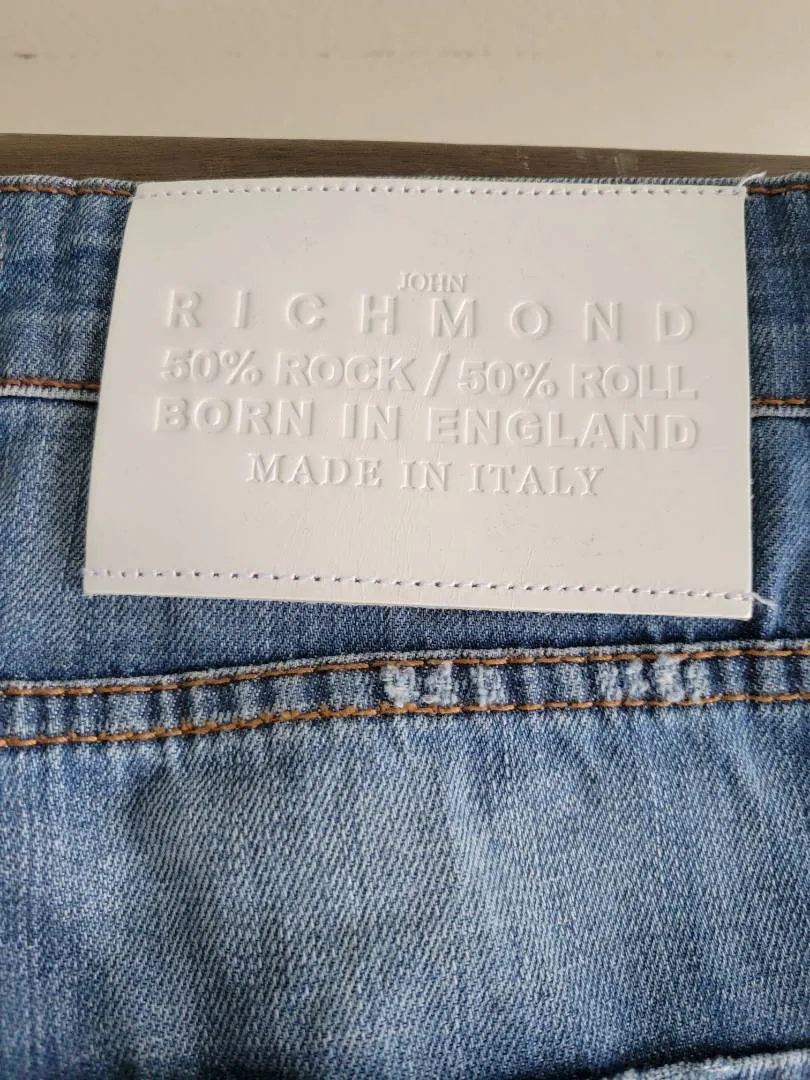 JOHN
RICHMOND
50% ROCK / 50% ROLL
BORN IN ENGLAND
MADE IN ITALY